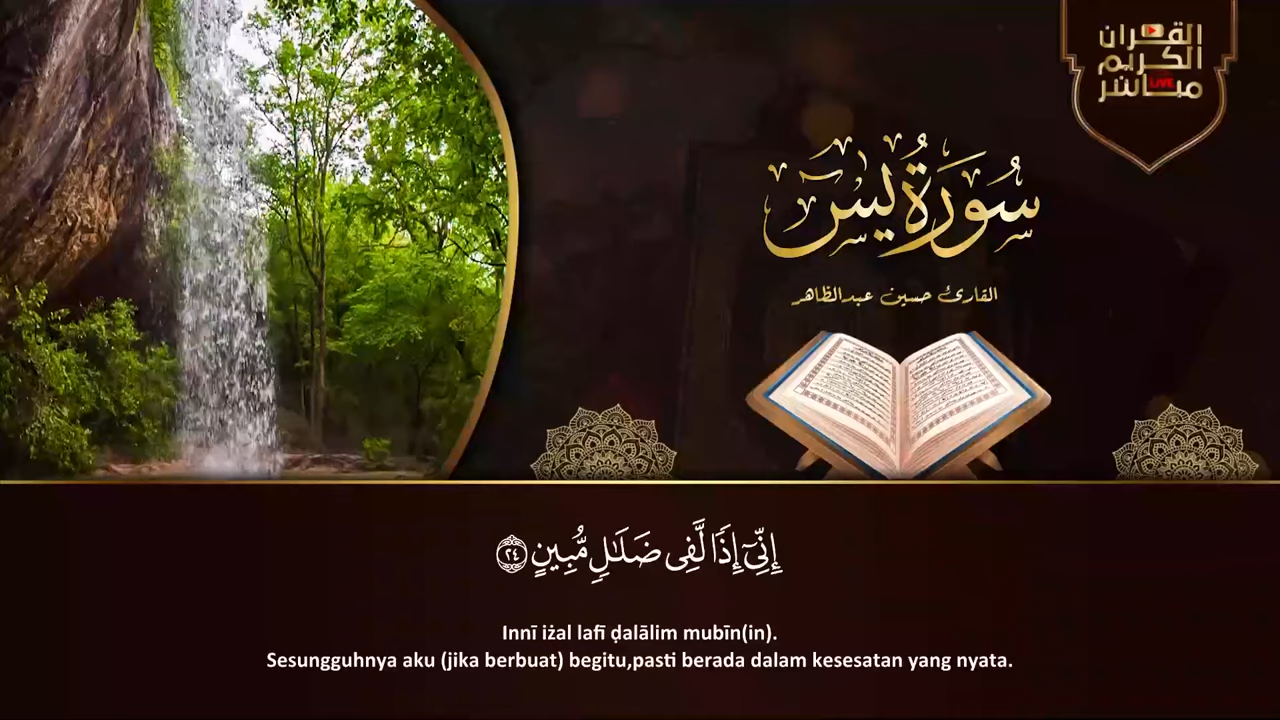 القرآن
الكريم
مباشر
LIVE
سُورَةُ يسٓ
القارئ حسين عبدالظاهر
إِنِّىٓ إِذًا لَّفِى ضَلَـٰلٍ مُّبِينٍ ٢٤
Innī iżal lafī ḍalālim mubīn(in).
Sesungguhnya aku (jika berbuat) begitu,pasti berada dalam kesesatan yang nyata.